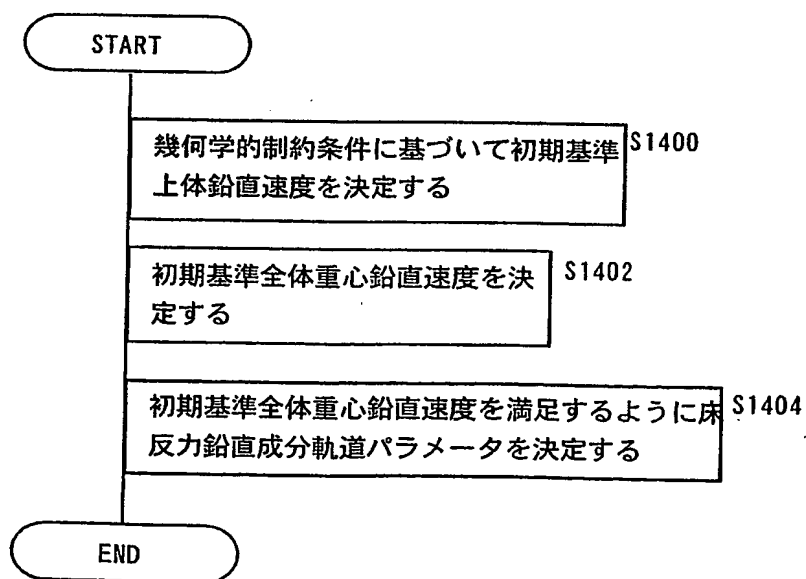 START
幾何学的制約条件に基づいて初期基準
上体鉛直速度を決定する
S1400
初期基準全体重心鉛直速度を決
定する
S1402
初期基準全体重心鉛直速度を満足するように床
反力鉛直成分軌道パラメータを決定する
S1404
END